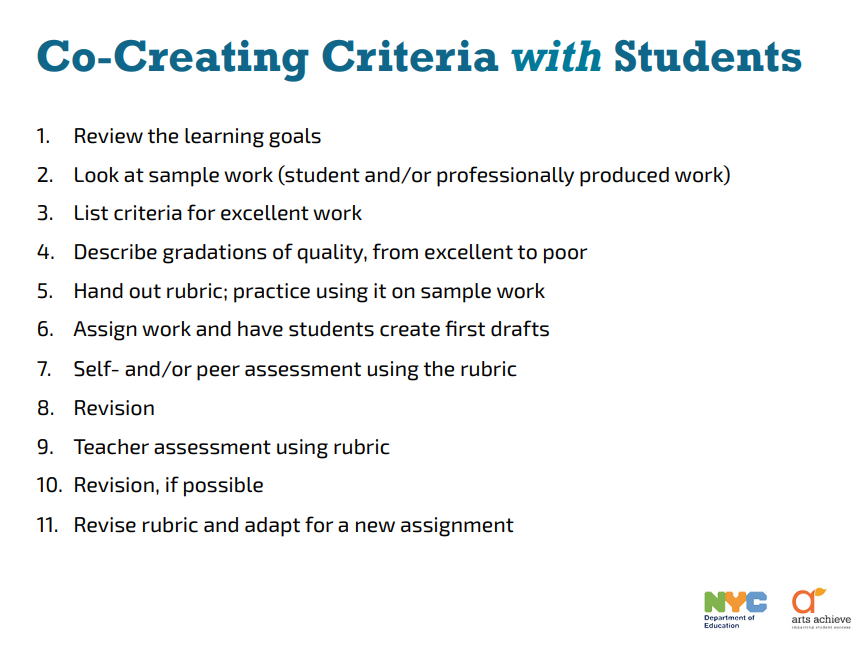 Co-Creating Criteria with Students
1. Review the learning goals
2. Look at sample work (student and/or professionally produced work)
3. List criteria for excellent work
4. Describe gradations of quality, from excellent to poor
5. Hand out rubric; practice using it on sample work
6. Assign work and have students create first drafts
7. Self- and/or peer assessment using the rubric
8. Revision
9. Teacher assessment using rubric
10. Revision, if possible
11. Revise rubric and adapt for a new assignment
NYC
Department of
Education
a
arts achieve